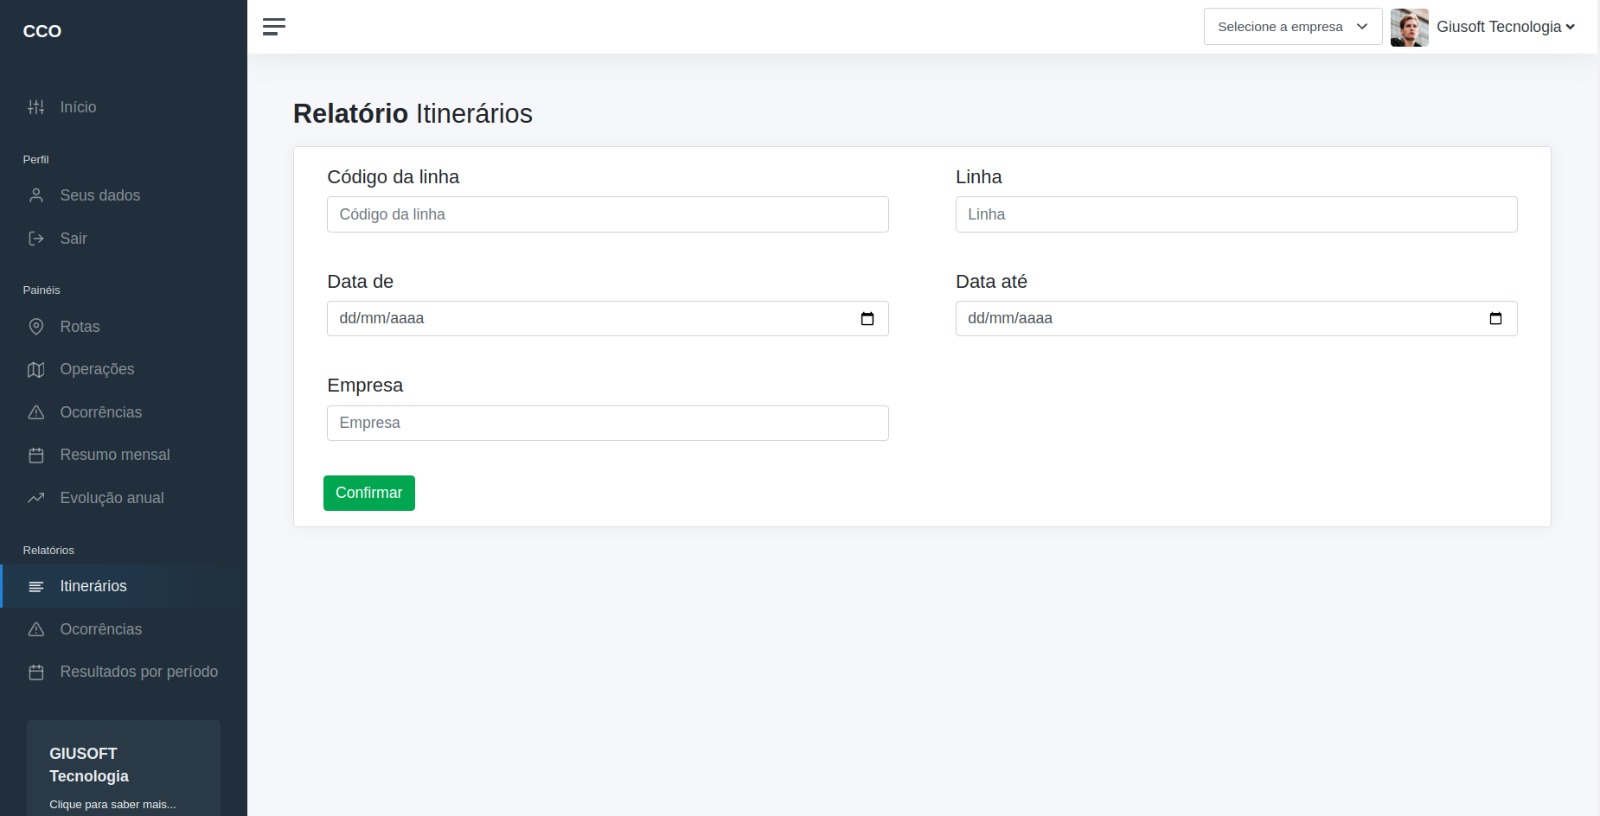 CCO
Selecione a empresa
Giusoft Tecnologia
Início
Perfil
Seus dados
Sair
Painéis
Rotas
Operações
Ocorrências
Resumo mensal
Evolução anual
Relatórios
Itinerários
Ocorrências
Resultados por período
GIUSOFT
Tecnologia
Clique para saber mais...
Relatório Itinerários
Código da linha
Linha
Código da linha
Linha
Data de
Data até
dd/mm/aaaa
dd/mm/aaaa
Empresa
Empresa
Confirmar